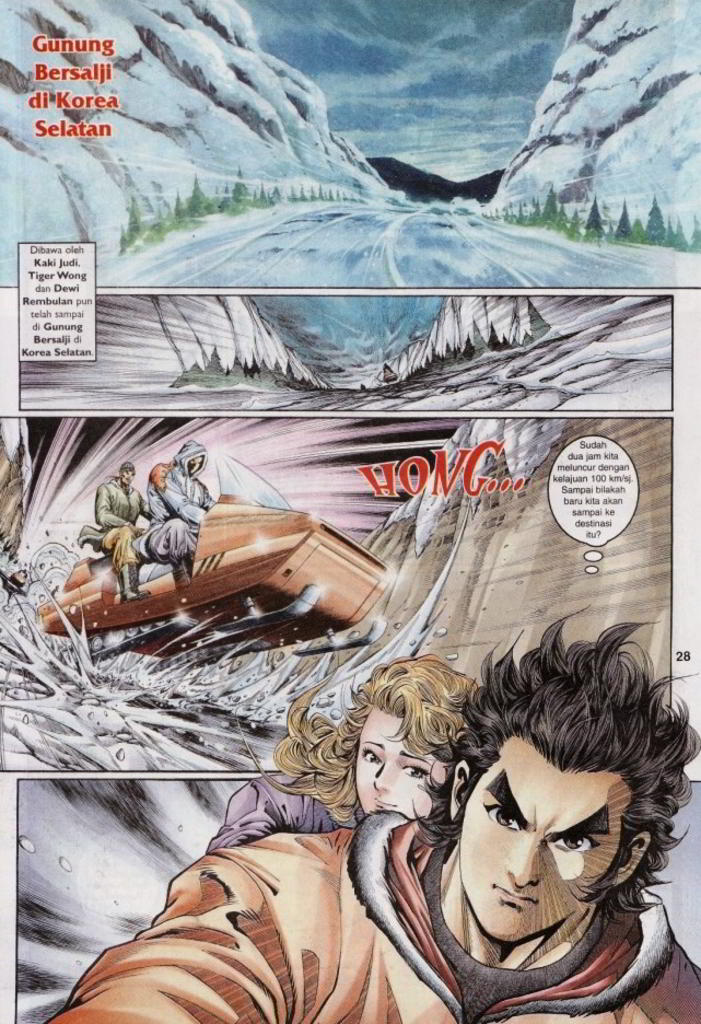 Gunung
Bersalji
di Korea
Selatan
Dibawa oleh
Kaki Judi,
Tiger Wong
dan Dewi
Rembulan pun
telah sampai
di Gunung
Bersalji di
Korea Selatan.
HONG...
Sudah
dua jam kita
meluncur dengan
kelajuan 100 km/sj.
Sampai bilakah
baru kita akan
sampai ke
destinasi
itu?
28